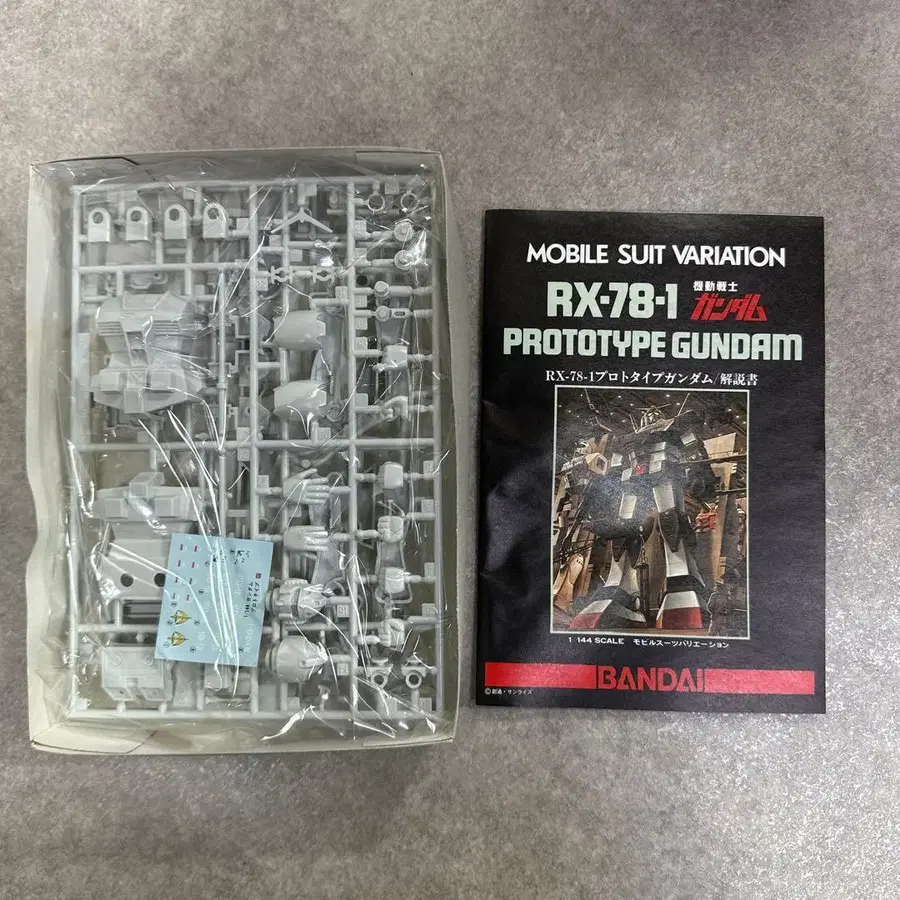 MOBILE SUIT VARIATION
RX-78-1 機動戦士 ガンダム
PROTOTYPE GUNDAM
RX-78-1プロトタイプガンダム/解説書
1 144 SCALE モビルスーツバリエーション
BANDAI
©創通・サンライズ